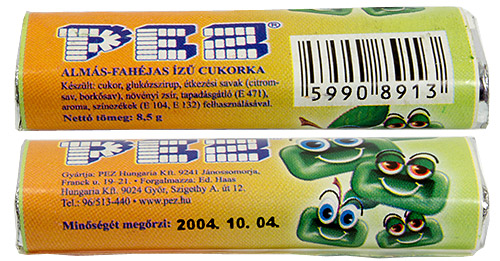 PEZ®
ALMÁS-FAHÉJAS ÍZŰ CUKORKA
Készült: cukor, glukózszirup, étkezési savak (citrom-
sav, borkősav), növényi zsír, tapadásgátló (E 471),
aroma, színezékek (E 104, E 132) felhasználásával.
Nettó tömeg: 8,5 g
5990 8913
PEZ
Gyártja: PEZ Hungaria Kft. 9241 Jánossomorja,
Franck u. 19-21. • Forgalmazza: Ed. Haas
Hungaria Kft. 9024 Győr, Szigethy A. út 12.
Tel.: 96/513-440 • www.pez.hu
Minőségét megőrzi: 2004. 10. 04.